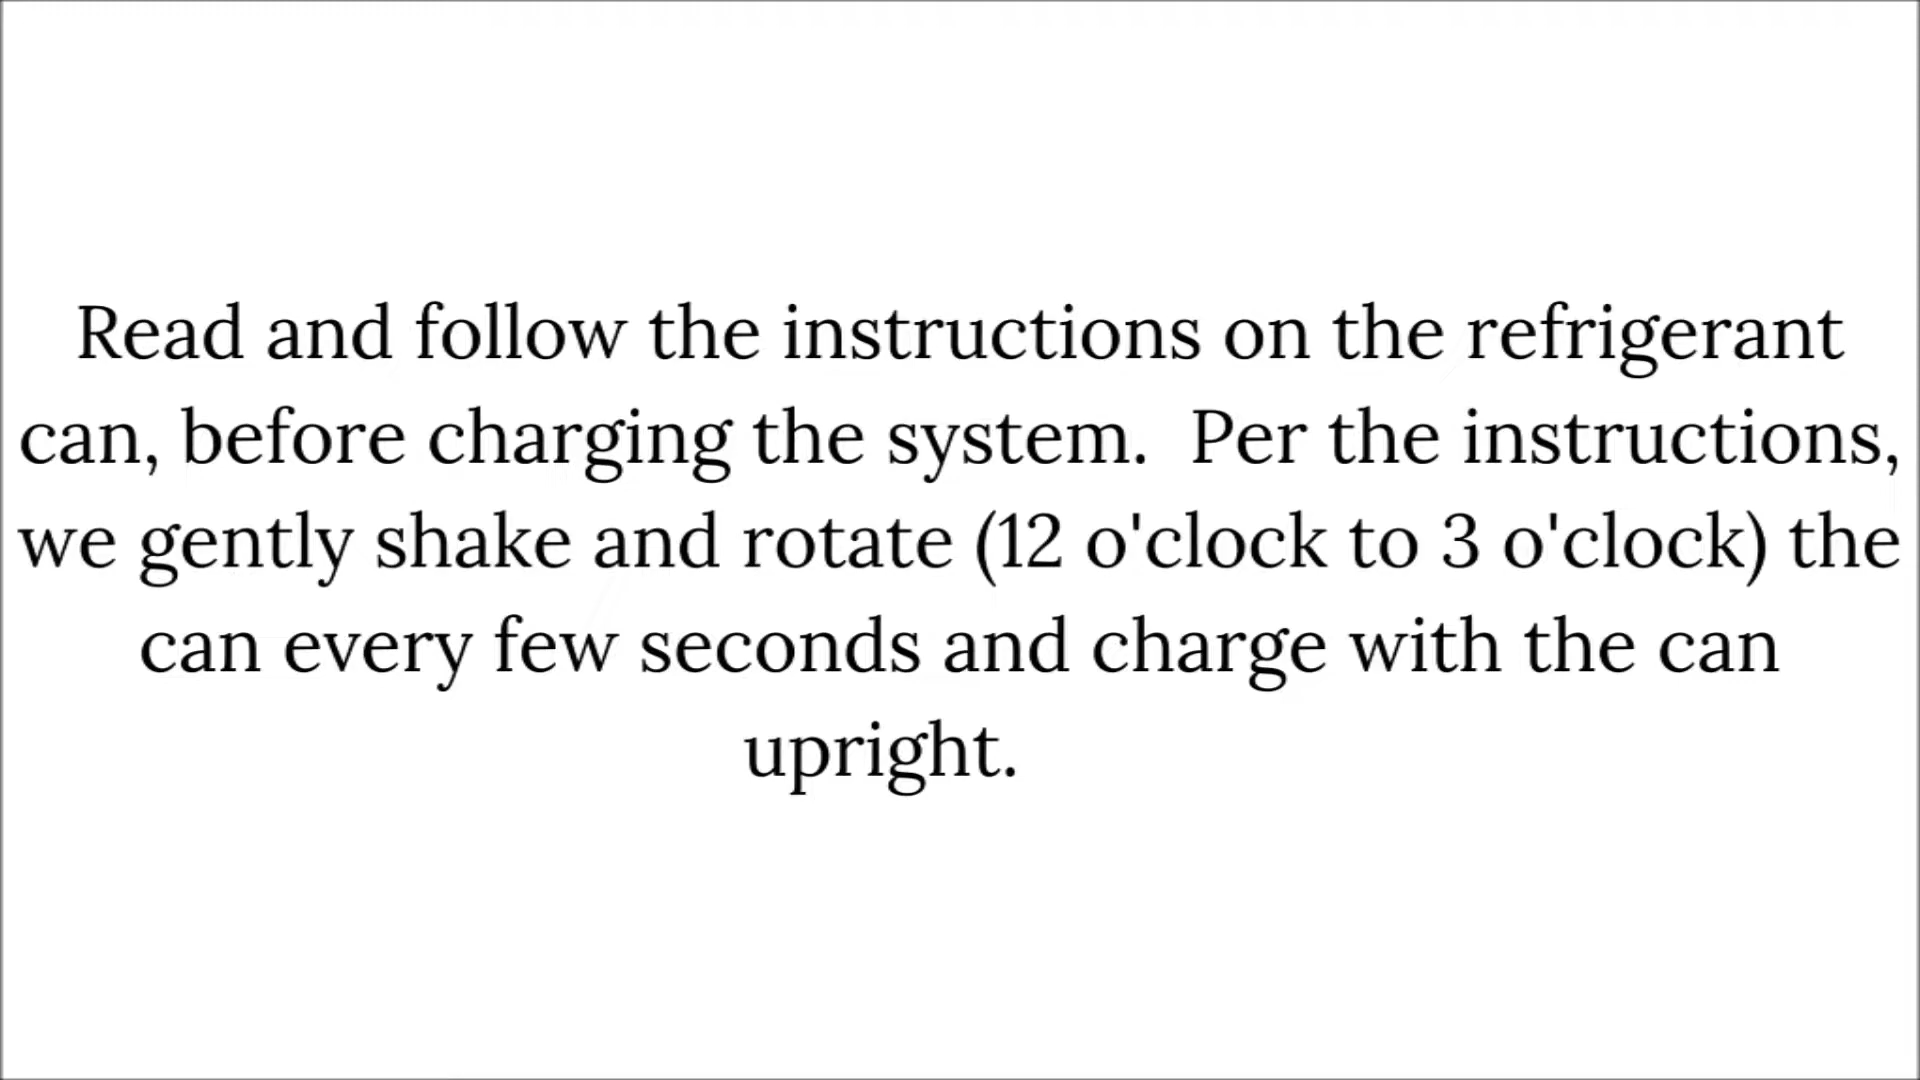 Read and follow the instructions on the refrigerant
can, before charging the system.  Per the instructions,
we gently shake and rotate (12 o'clock to 3 o'clock) the
can every few seconds and charge with the can
upright.